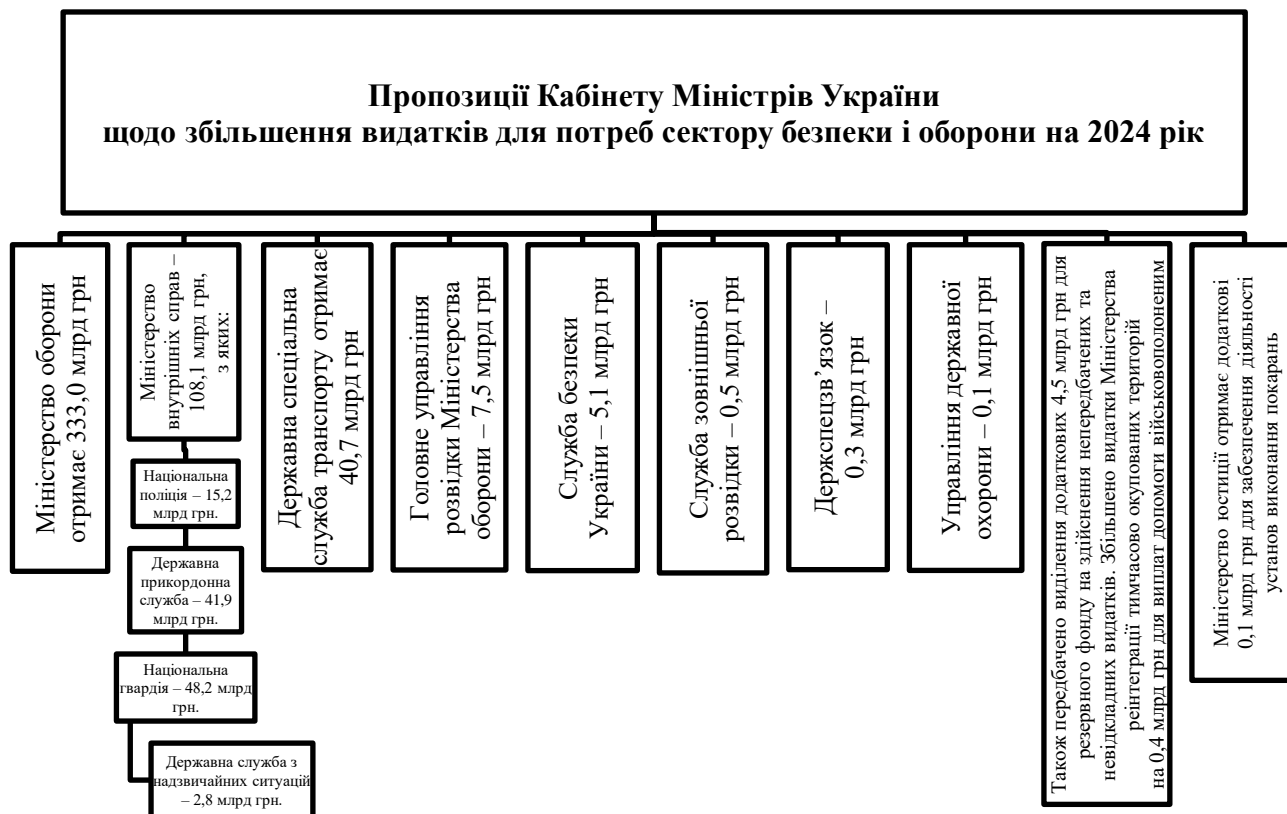 Пропозиції Кабінету Міністрів України
щодо збільшення видатків для потреб сектору безпеки і оборони на 2024 рік
Міністерство оборони
отримає 333,0 млрд грн
Міністерство
внутрішніх справ –
108,1 млрд грн,
з яких:
Національна
поліція – 15,2
млрд грн.
Державна
прикордонна
служба – 41,9
млрд грн.
Національна
гвардія – 48,2 млрд
грн.
Державна служба з
надзвичайних ситуацій
– 2,8 млрд грн.
Державна спеціальна
служба транспорту отримає
40,7 млрд грн
Головне управління
розвідки Міністерства
оборони – 7,5 млрд грн
Служба безпеки
України – 5,1 млрд грн
Служба зовнішньої
розвідки – 0,5 млрд грн
Держспецзв’язок –
0,3 млрд грн
Управління державної
охорони – 0,1 млрд грн
Також передбачено виділення додаткових 4,5 млрд грн для
резервного фонду на здійснення непередбачених та
невідкладних видатків. Збільшено видатки Міністерства
реінтеграції тимчасово окупованих територій
на 0,4 млрд грн для виплат допомоги військовополоненим
Міністерство юстиції отримає додаткові
0,1 млрд грн для забезпечення діяльності
установ виконання покарань